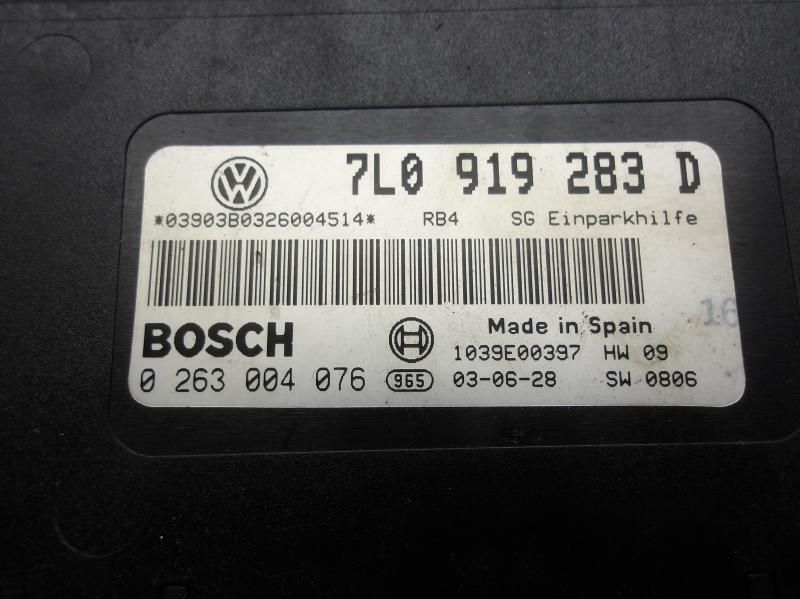 7L0 919 283 D
*03903B0326004514* RB4 SG Einparkhilfe
16
BOSCH Made in Spain
1039E00397 HW 09
0 263 004 076 965 03-06-28 SW 0806